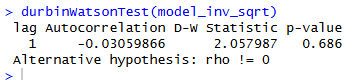 > durbinWatsonTest(model_inv_sqrt)
 lag Autocorrelation D-W Statistic p-value
   1     -0.03059866      2.057987   0.686
 Alternative hypothesis: rho != 0
>